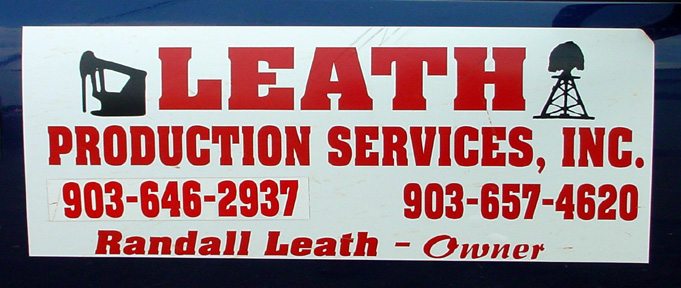 LEATH
PRODUCTION SERVICES, INC.
903-646-2937 903-657-4620
Randall Leath - Owner